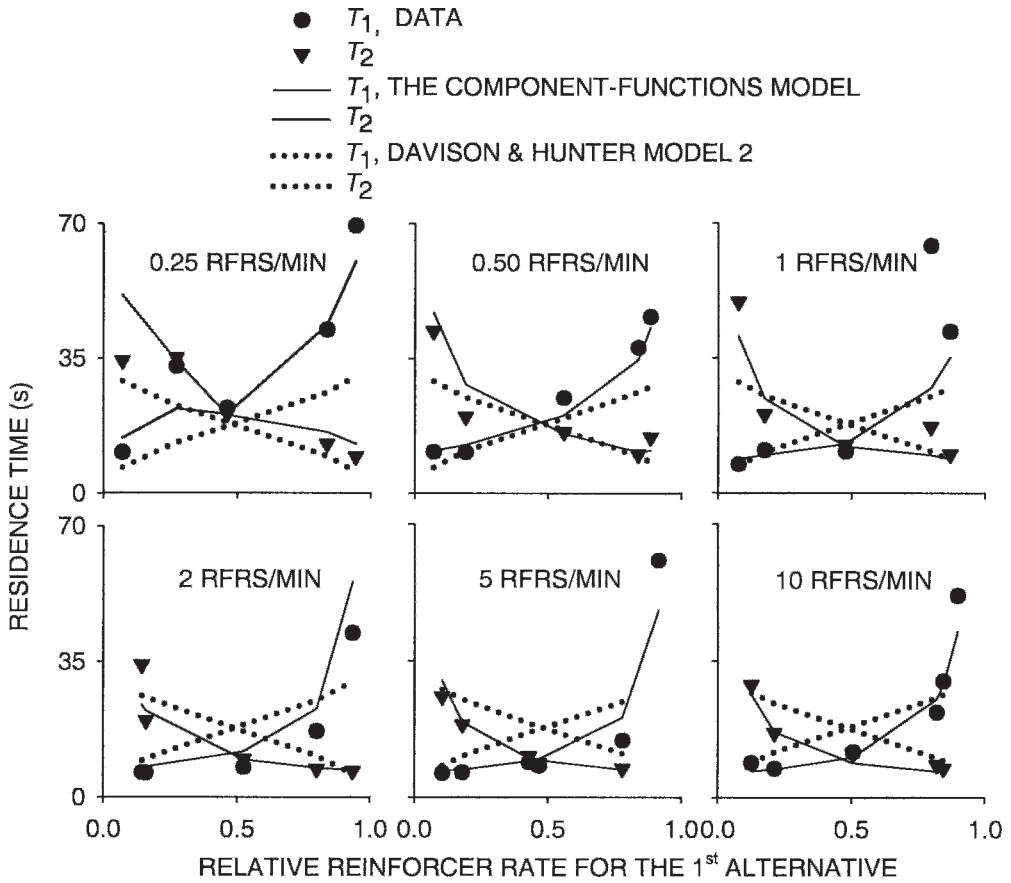 T1, DATA
T2
T1, THE COMPONENT-FUNCTIONS MODEL
T2
T1, DAVISON & HUNTER MODEL 2
T2
70
0.25 RFRS/MIN
0.50 RFRS/MIN
1 RFRS/MIN
35
0
RESIDENCE TIME (s)
70
2 RFRS/MIN
5 RFRS/MIN
10 RFRS/MIN
35
0
0.0 0.5 1.0 0.0 0.5 1.0 0.0 0.5 1.0
RELATIVE REINFORCER RATE FOR THE 1st ALTERNATIVE